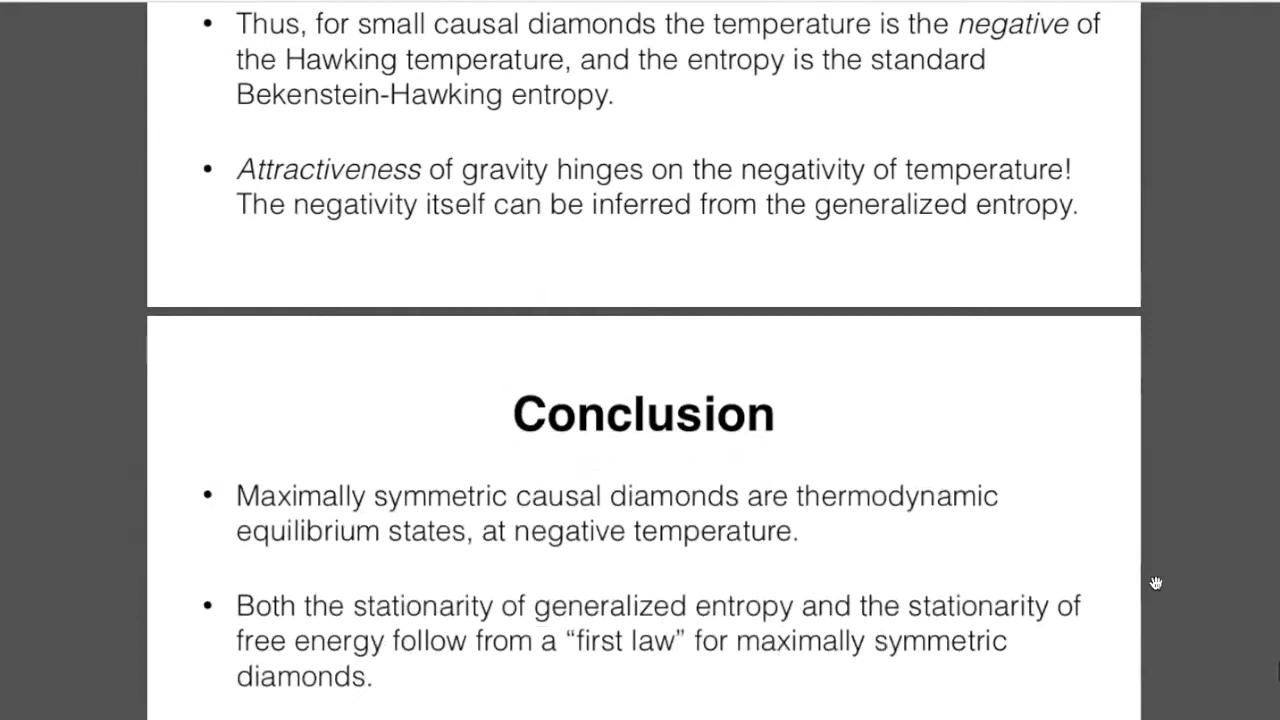 • Thus, for small causal diamonds the temperature is the negative of
the Hawking temperature, and the entropy is the standard
Bekenstein-Hawking entropy.
• Attractiveness of gravity hinges on the negativity of temperature!
The negativity itself can be inferred from the generalized entropy.
Conclusion
• Maximally symmetric causal diamonds are thermodynamic
equilibrium states, at negative temperature.
• Both the stationarity of generalized entropy and the stationarity of
free energy follow from a “first law” for maximally symmetric
diamonds.